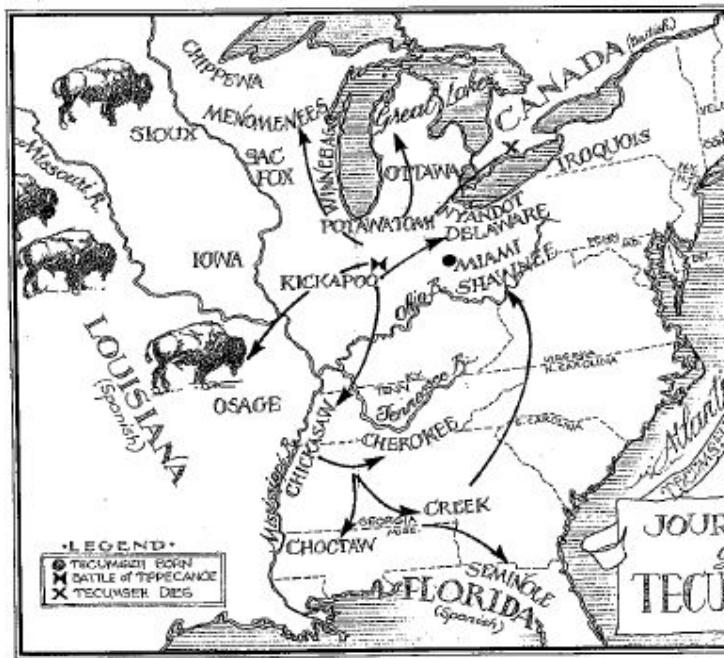 CHIPPEWA
MENOMENEES
SIOUX
SAC
FOX
WINNEBAGO
Great Lakes
CANADA (British)
OTTAWA
IROQUOIS
Missouri R.
POTAWATOMI
WYANDOT
DELAWARE
IOWA
KICKAPOO
MIAMI
SHAWNEE
Ohio R.
LOUISIANA
(Spanish)
OSAGE
VIRGINIA
N. CAROLINA
KY.
TENN.
Tennessee R.
CHICKASAW
CHEROKEE
S. CAROLINA
Mississippi R.
Atlantic
CREEK
GEORGIA
CHOCTAW
SEMINOLE
FLORIDA
(Spanish)
JOUR
TECU
•LEGEND•
TECUMSEH BORN
BATTLE of TIPPECANOE
X TECUMSEH DIES